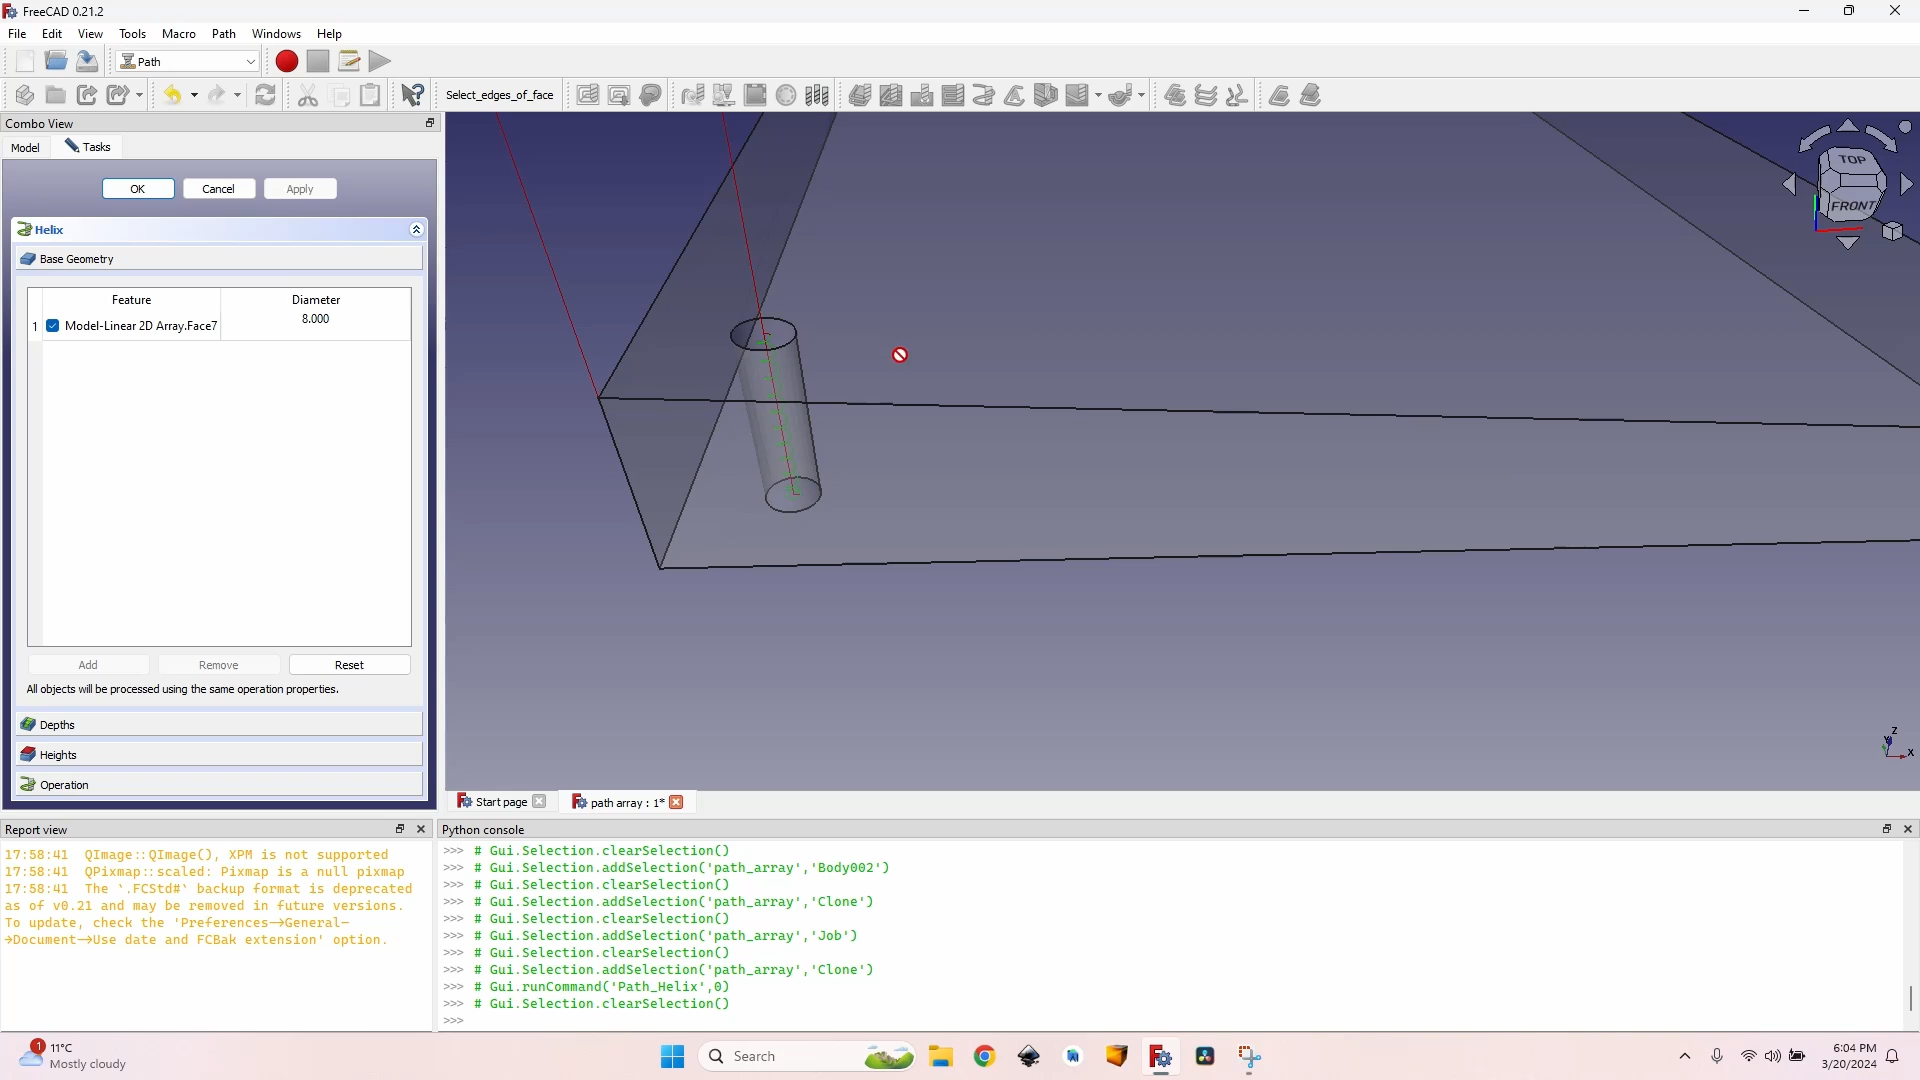 FreeCAD 0.21.2
File Edit View Tools Macro Path Windows Help
Path
Select_edges_of_face
Combo View
Model Tasks
OK Cancel Apply
Helix
Base Geometry
Feature Diameter
1 Model-Linear 2D Array.Face7 8.000
Add Remove Reset
All objects will be processed using the same operation properties.
Depths
Heights
Operation
TOP
FRONT
Z
Y
X
Start page path array : 1*
Report view
17:58:41 QImage::QImage(), XPM is not supported
17:58:41 QPixmap::scaled: Pixmap is a null pixmap
17:58:41 The `.FCStd#` backup format is deprecated
as of v0.21 and may be removed in future versions.
To update, check the 'Preferences→General-
→Document→Use date and FCBak extension' option.
Python console
>>> # Gui.Selection.clearSelection()
>>> # Gui.Selection.addSelection('path_array','Body002')
>>> # Gui.Selection.clearSelection()
>>> # Gui.Selection.addSelection('path_array','Clone')
>>> # Gui.Selection.clearSelection()
>>> # Gui.Selection.addSelection('path_array','Job')
>>> # Gui.Selection.clearSelection()
>>> # Gui.Selection.addSelection('path_array','Clone')
>>> # Gui.runCommand('Path_Helix',0)
>>> # Gui.Selection.clearSelection()
>>>
1
11°C
Mostly cloudy
Search
6:04 PM
3/20/2024